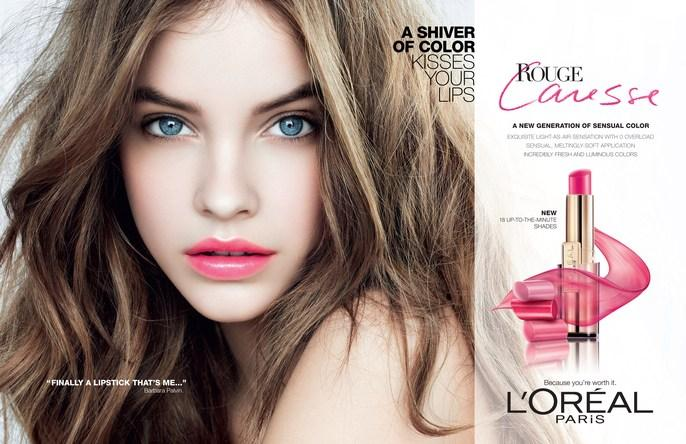 A SHIVER
OF COLOR
KISSES
YOUR
LIPS
ROUGE
Caresse
A NEW GENERATION OF SENSUAL COLOR
EXQUISITE LIGHT-AS-AIR SENSATION WITH 0 OVERLOAD
SENSUAL, MELTINGLY-SOFT APPLICATION
INCREDIBLY FRESH AND LUMINOUS COLORS
NEW
18 UP-TO-THE-MINUTE
SHADES
“FINALLY A LIPSTICK THAT'S ME...”
Barbara Palvin.
Because you're worth it.
L'ORÉAL
PARiS